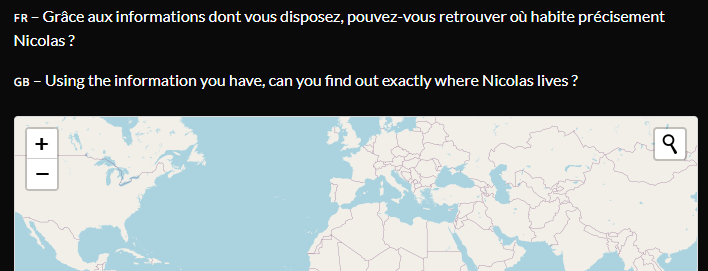 FR – Grâce aux informations dont vous disposez, pouvez-vous retrouver où habite précisement
Nicolas ?
GB – Using the information you have, can you find out exactly where Nicolas lives ?
+
−